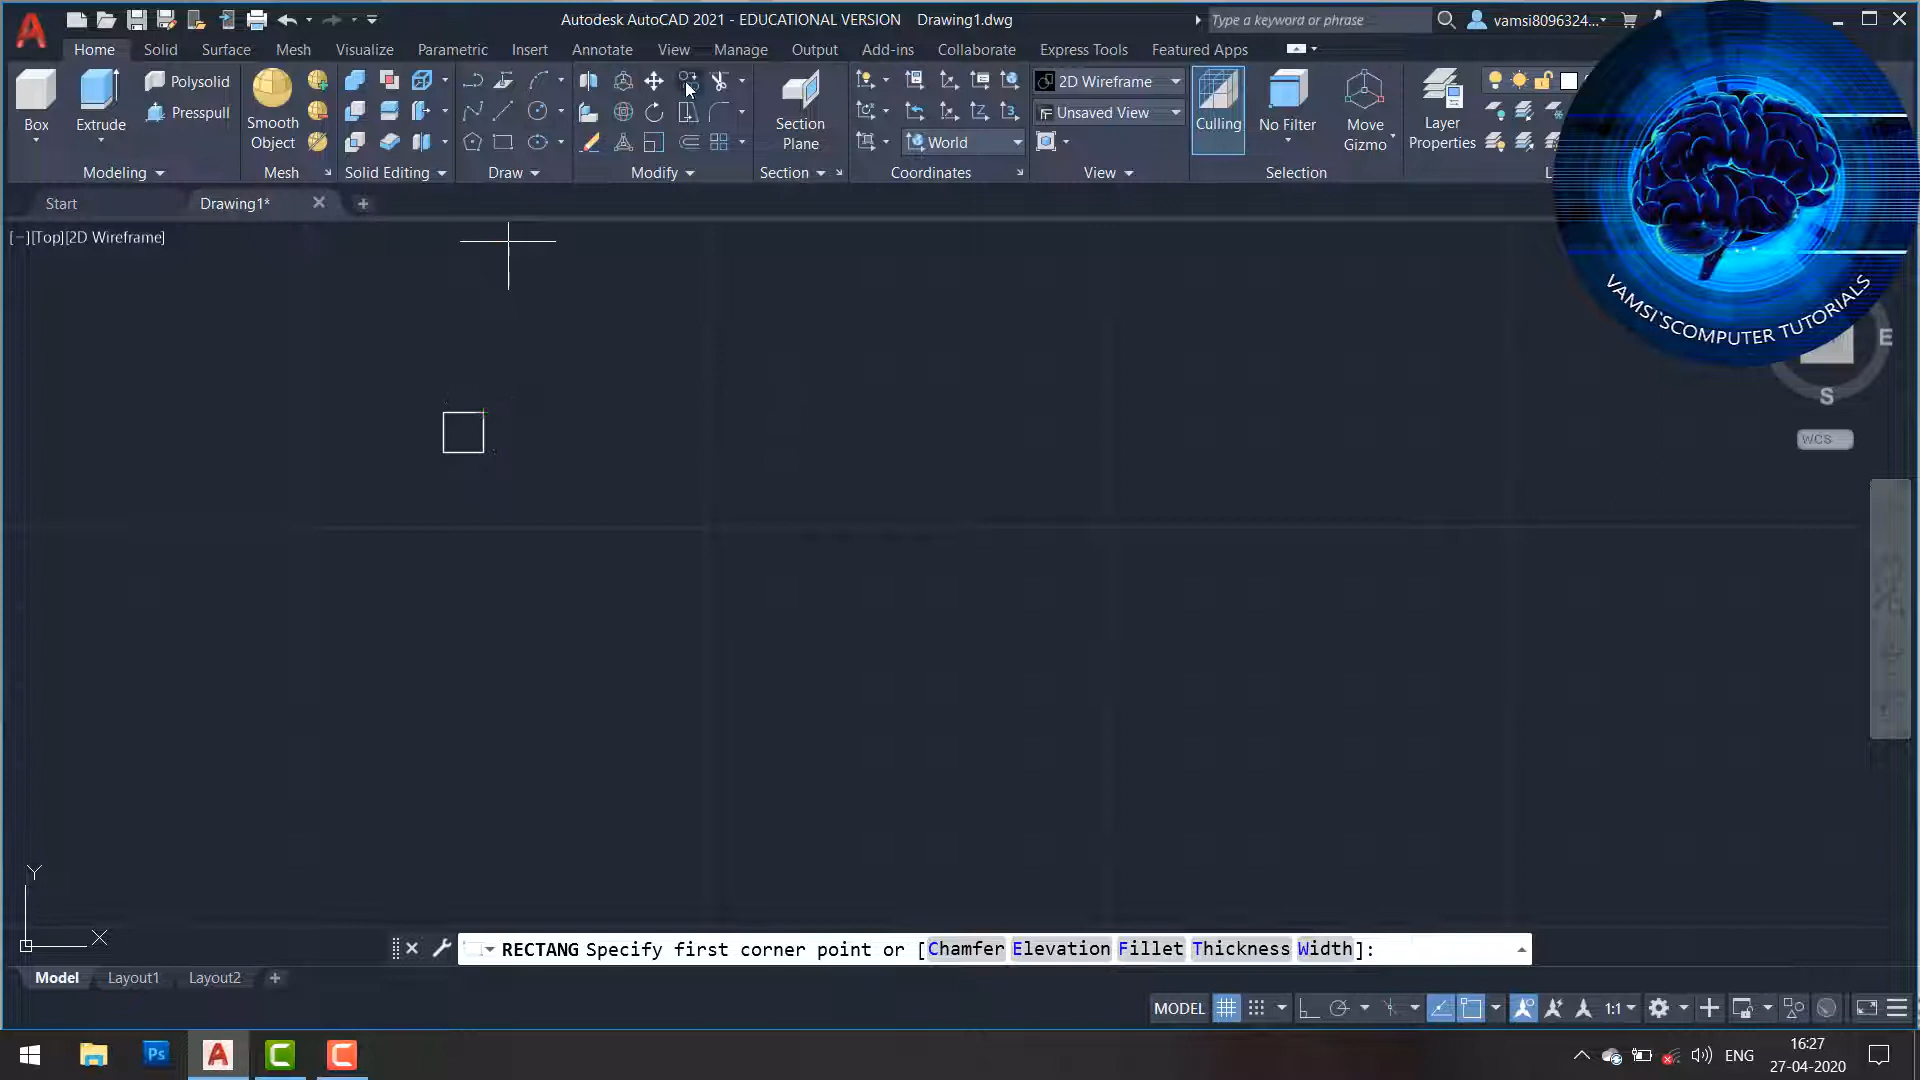 Autodesk AutoCAD 2021 - EDUCATIONAL VERSION Drawing1.dwg
Type a keyword or phrase
vamsi8096324...
Home Solid Surface Mesh Visualize Parametric Insert Annotate View Manage Output Add-ins Collaborate Express Tools Featured Apps
Box
Extrude
Polysolid
Presspull
Smooth
Object
Section
Plane
World
2D Wireframe
Unsaved View
Culling
No Filter
Move
Gizmo
Layer
Properties
Modeling Mesh Solid Editing Draw Modify Section Coordinates View Selection
Start Drawing1*
[−][Top][2D Wireframe]
VAMSI`SCOMPUTER TUTORIALS
E
S
WCS
Y
X
RECTANG Specify first corner point or [Chamfer Elevation Fillet Thickness Width]:
Model Layout1 Layout2
MODEL 1:1
Ps
ENG
16:27
27-04-2020